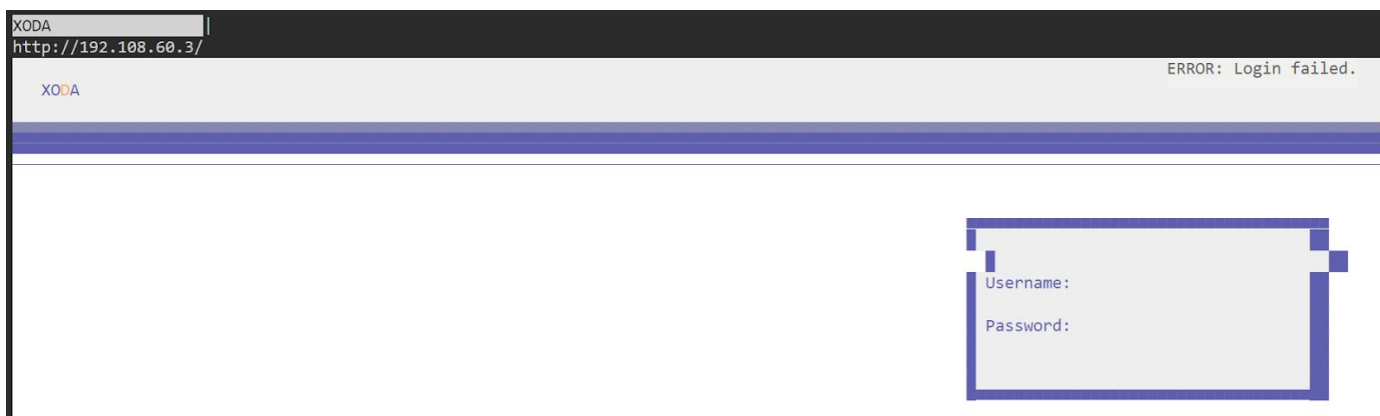 XODA
http://192.108.60.3/
ERROR: Login failed.
XODA
Username:
Password: